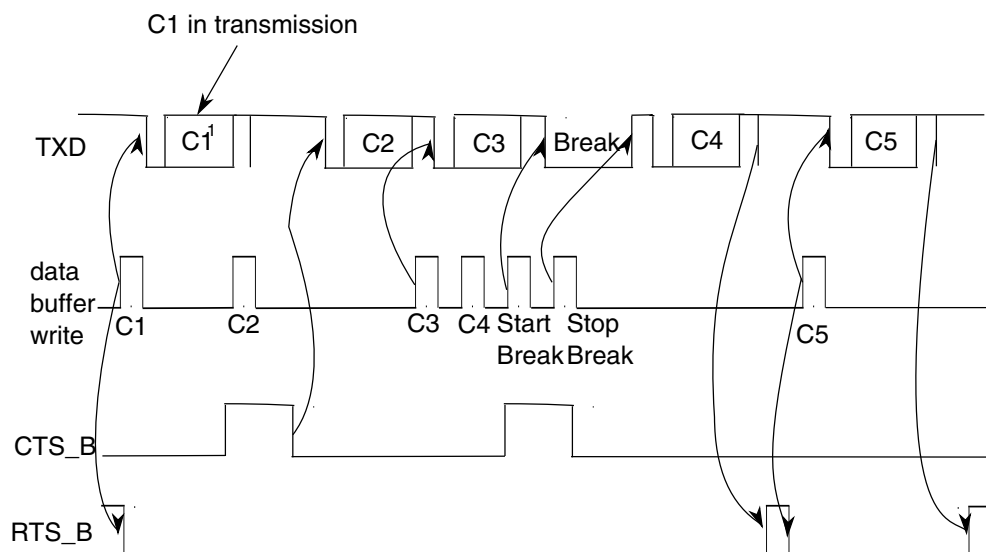 C1 in transmission
TXD
C1 1
C2
C3
Break
C4
C5
data
buffer
write
C1
C2
C3
C4
Start
Break
Stop
Break
C5
CTS_B
RTS_B